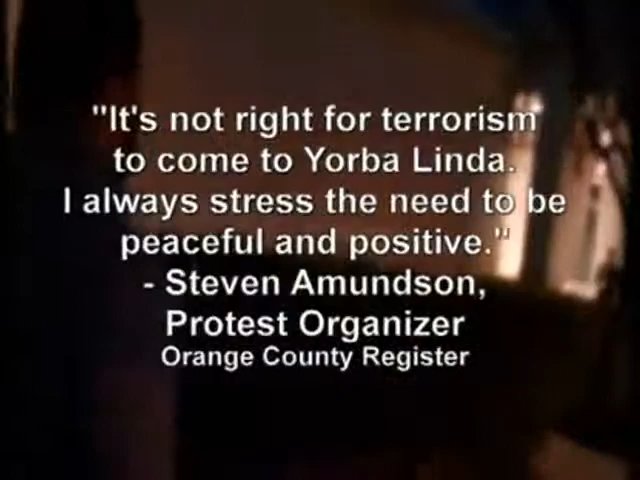 "It's not right for terrorism
to come to Yorba Linda.
I always stress the need to be
peaceful and positive."
- Steven Amundson,
Protest Organizer
Orange County Register